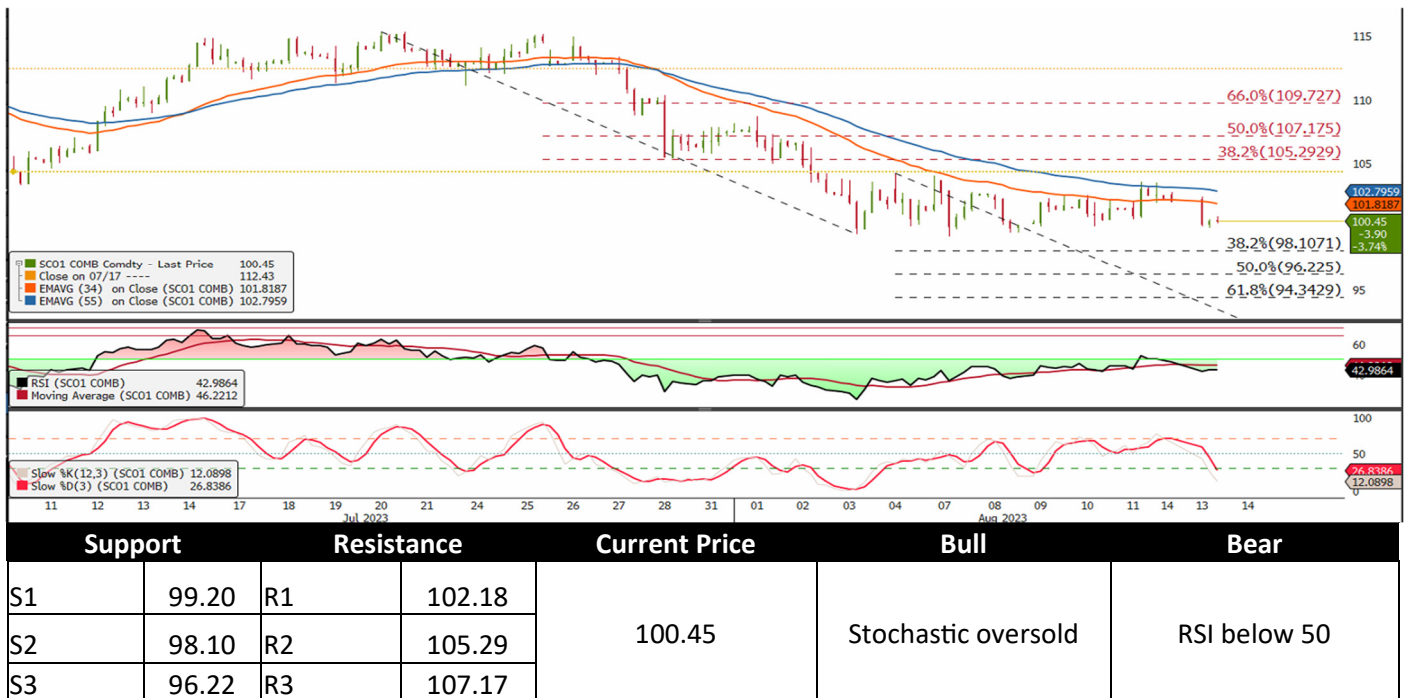 115
110
105
95
66.0%(109.727)
50.0%(107.175)
38.2%(105.2929)
102.7959
101.8187
100.45
-3.90
-3.74%
38.2%(98.1071)
50.0%(96.225)
61.8%(94.3429)
SCO1 COMB Comdty - Last Price 100.45
Close on 07/17 ---- 112.43
EMAVG (34) on Close (SCO1 COMB) 101.8187
EMAVG (55) on Close (SCO1 COMB) 102.7959
60
42.9864
RSI (SCO1 COMB) 42.9864
Moving Average (SCO1 COMB) 46.2212
100
50
26.8386
12.0898
0
Slow %K(12,3) (SCO1 COMB) 12.0898
Slow %D(3) (SCO1 COMB) 26.8386
11 12 13 14 17 18 19 20 21 24 25 26 27 28 31 01 02 03 04 07 08 09 10 11 14 13 14
Jul 2023 Aug 2023
Support Resistance Current Price Bull Bear
S1 99.20 R1 102.18
S2 98.10 R2 105.29 100.45 Stochastic oversold RSI below 50
S3 96.22 R3 107.17